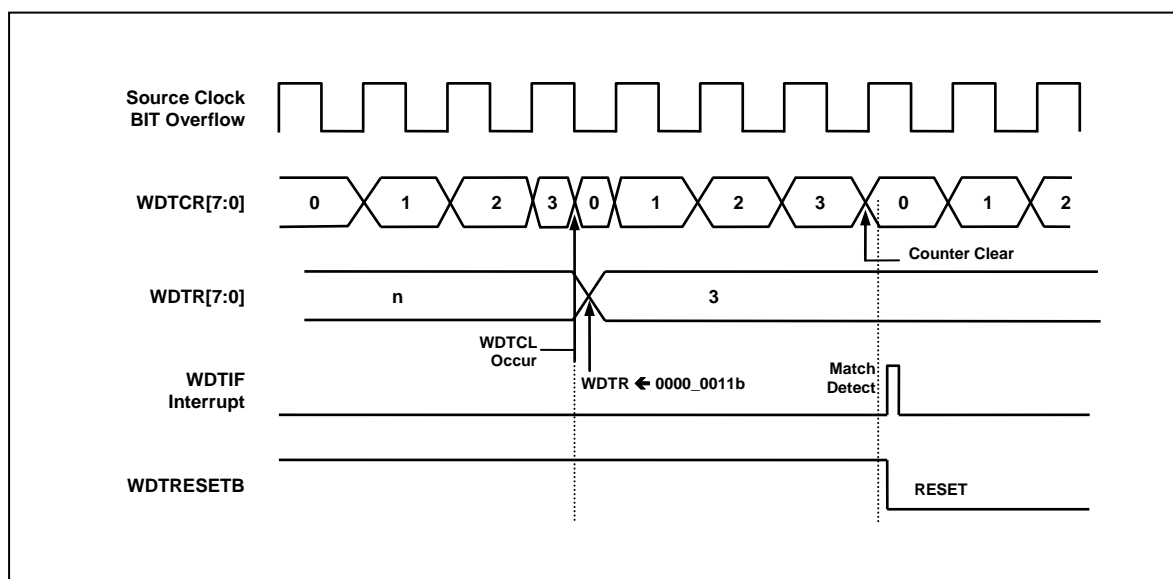 Source Clock
BIT Overflow
WDTCR[7:0]
0 1 2 3 0 1 2 3 0 1 2
Counter Clear
WDTR[7:0]
n 3
WDTCL
Occur
WDTR 🡸 0000_0011b
WDTIF
Interrupt
Match
Detect
WDTRESETB
RESET